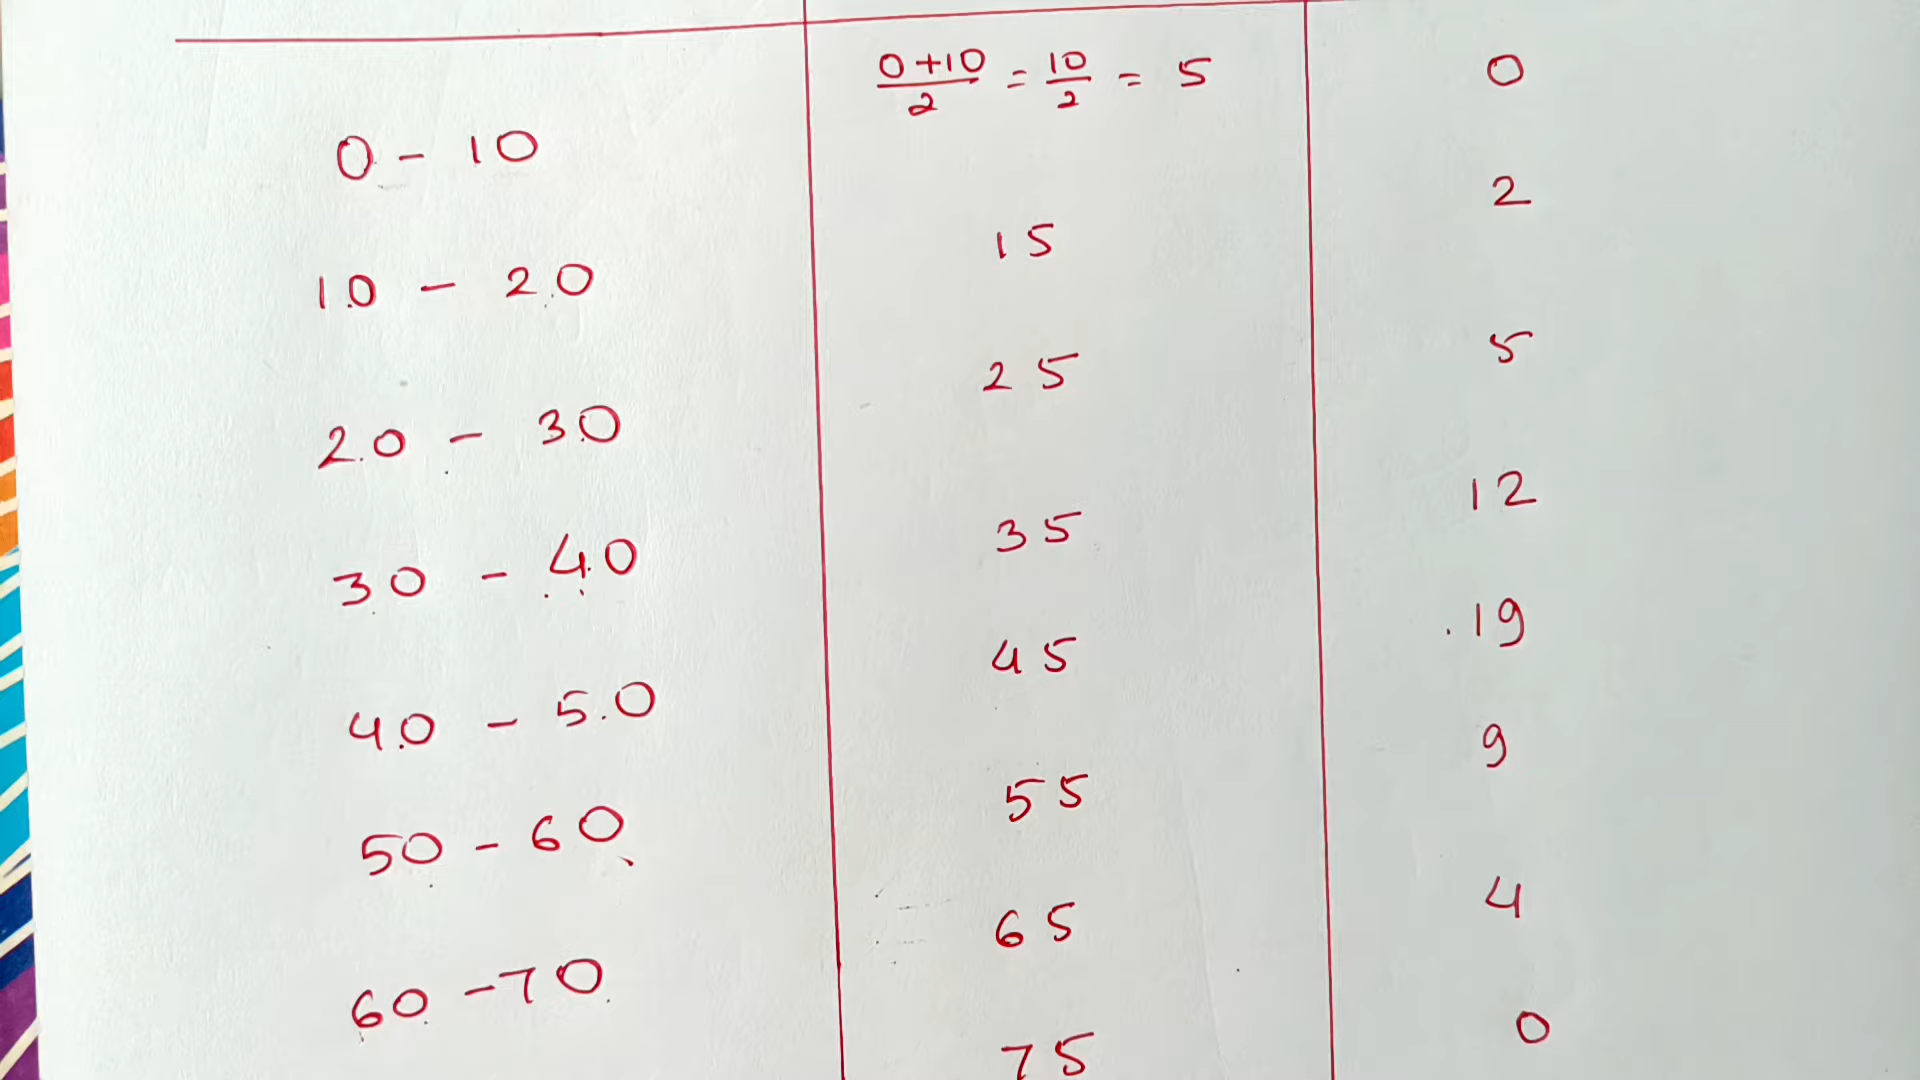 0 - 10 (0+10)/2 = 10/2 = 5 0
10 - 20 15 2
20 - 30 25 5
30 - 40 35 12
40 - 50 45 19
50 - 60 55 9
60 - 70 65 4
75 0